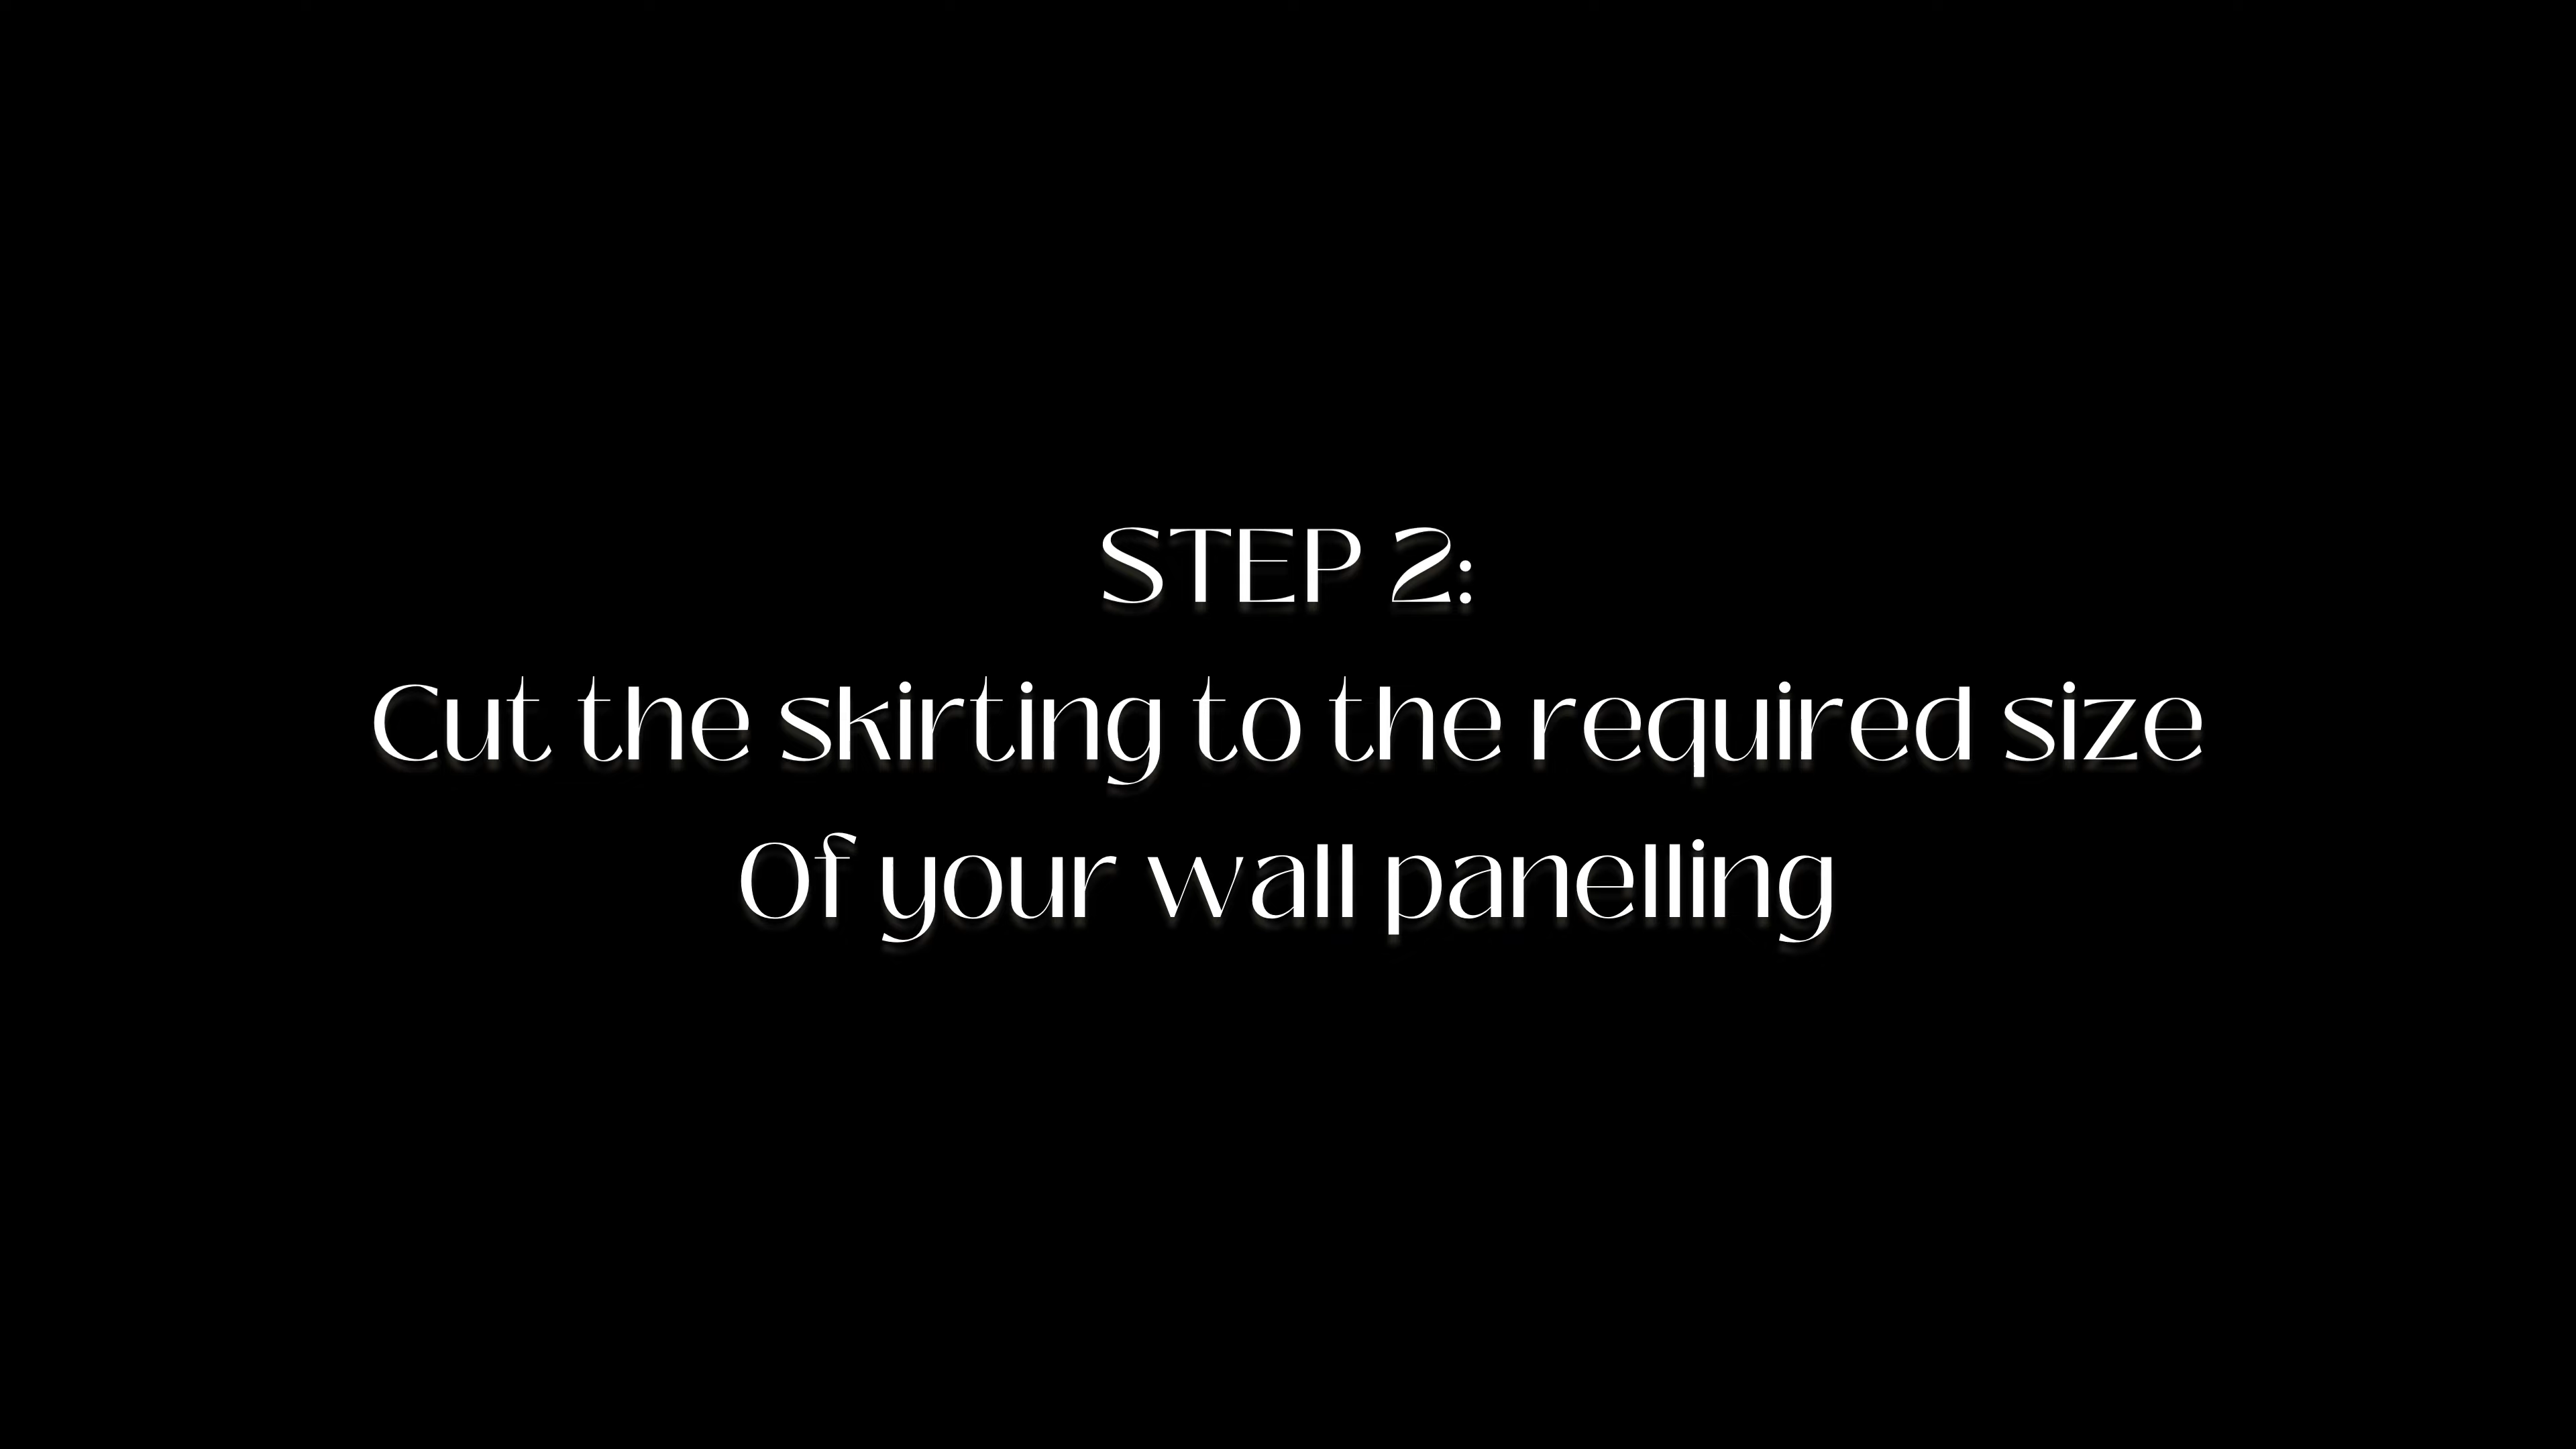 STEP 2:
Cut the skirting to the required size
Of your wall panelling